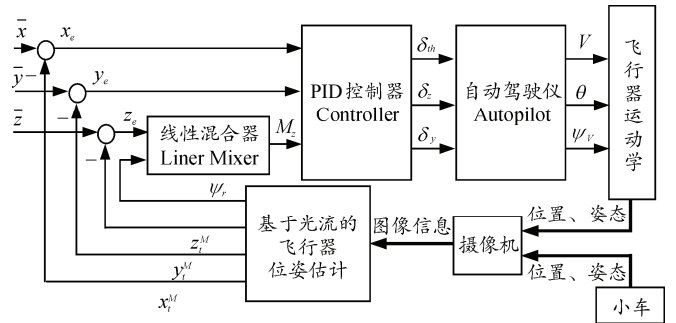 x̄
x_e
ȳ
y_e
z̄
z_e
线性混合器
Liner Mixer
M_z
PID控制器
Controller
δ_th
δ_z
δ_y
自动驾驶仪
Autopilot
V
θ
ψ_V
飞行器运动学
ψ_r
基于光流的
飞行器
位姿估计
图像信息
摄像机
位置、姿态
位置、姿态
小车
z_t^M
y_t^M
x_t^M